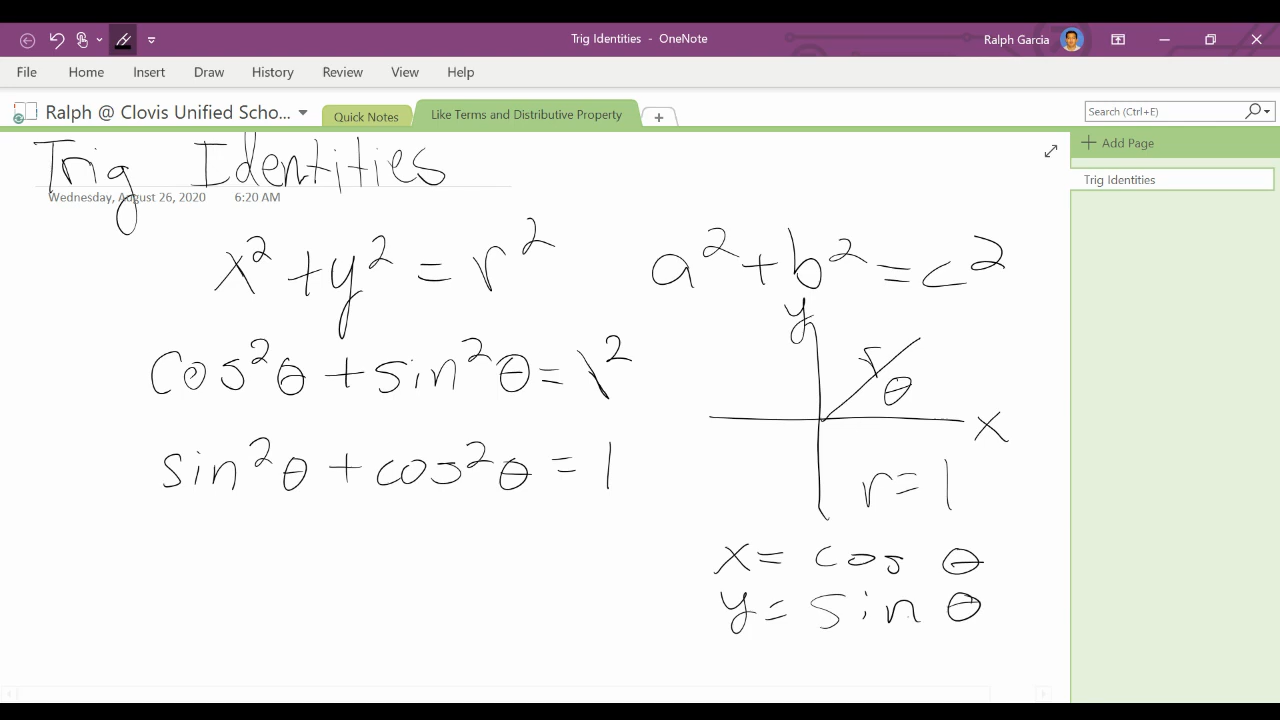 Trig Identities - OneNote
Ralph Garcia
File Home Insert Draw History Review View Help
Ralph @ Clovis Unified Scho...
Quick Notes
Like Terms and Distributive Property
Search (Ctrl+E)
Add Page
Trig Identities
Trig Identities
Wednesday, August 26, 2020 6:20 AM
x² + y² = r²
a² + b² = c²
y
r
θ
x
cos²θ + sin²θ = 1²
sin²θ + cos²θ = 1
r = 1
x = cos θ
y = sin θ